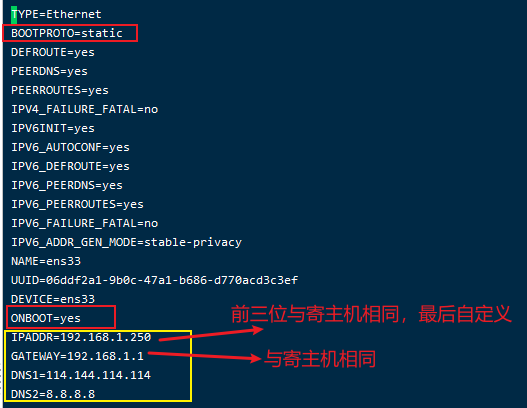 TYPE=Ethernet
BOOTPROTO=static
DEFROUTE=yes
PEERDNS=yes
PEERROUTES=yes
IPV4_FAILURE_FATAL=no
IPV6INIT=yes
IPV6_AUTOCONF=yes
IPV6_DEFROUTE=yes
IPV6_PEERDNS=yes
IPV6_PEERROUTES=yes
IPV6_FAILURE_FATAL=no
IPV6_ADDR_GEN_MODE=stable-privacy
NAME=ens33
UUID=06ddf2a1-9b0c-47a1-b686-d770acd3c3ef
DEVICE=ens33
ONBOOT=yes
前三位与寄主机相同，最后自定义
IPADDR=192.168.1.250
GATEWAY=192.168.1.1
与寄主机相同
DNS1=114.144.114.114
DNS2=8.8.8.8